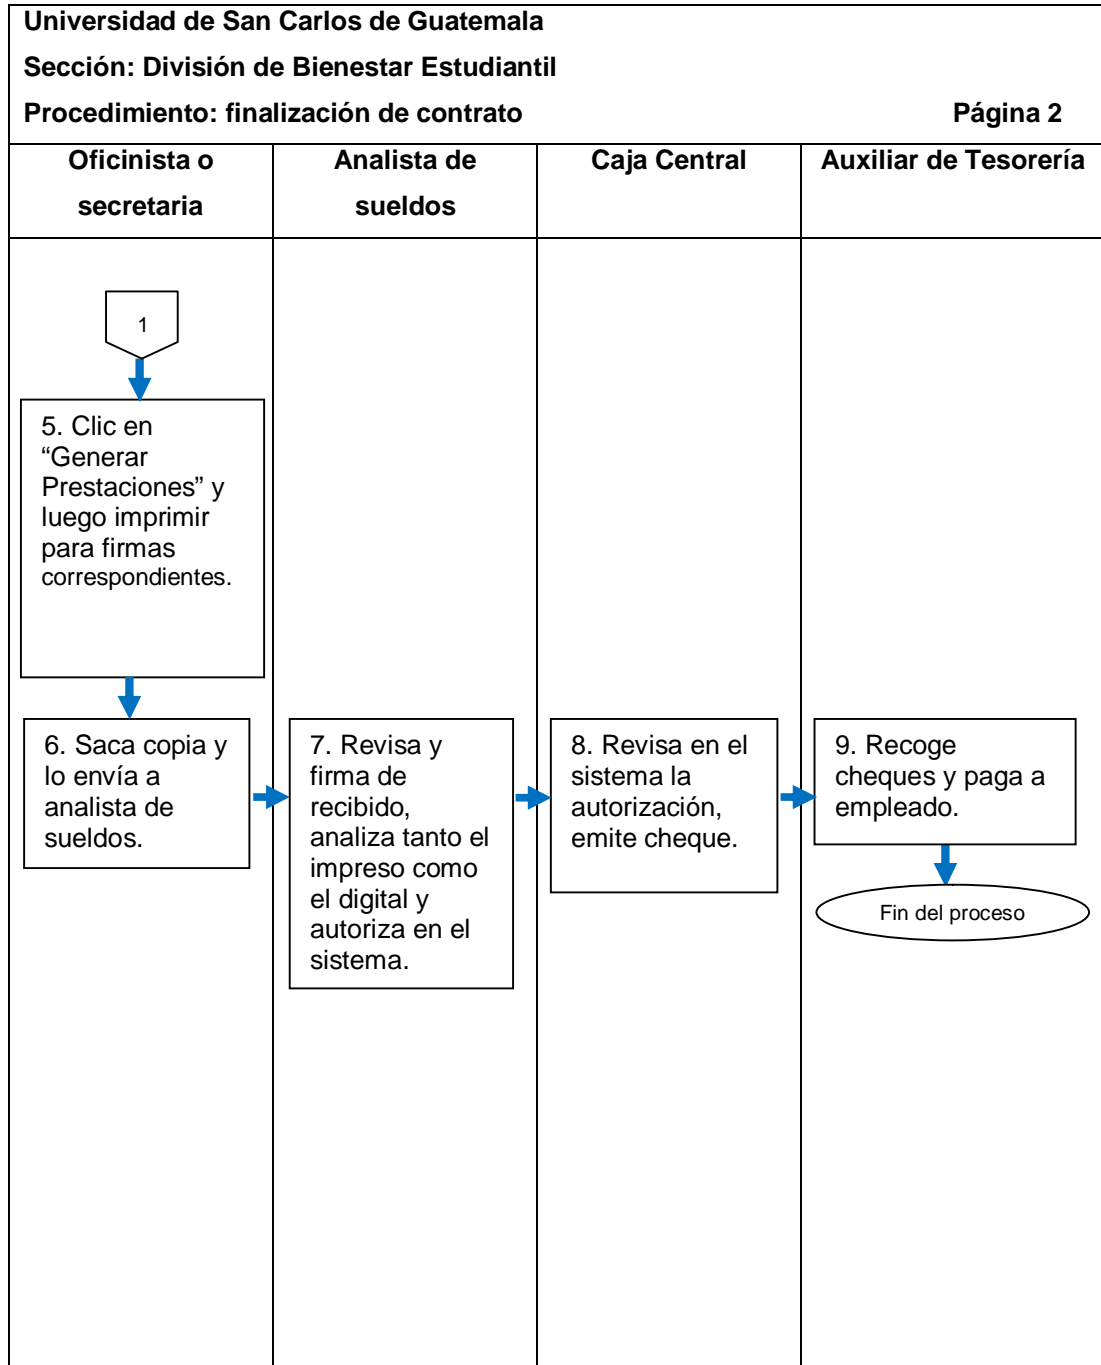 Universidad de San Carlos de Guatemala
Sección: División de Bienestar Estudiantil
Procedimiento: finalización de contrato Página 2
Oficinista o
secretaria
Analista de
sueldos
Caja Central
Auxiliar de Tesorería
1
5. Clic en
“Generar
Prestaciones” y
luego imprimir
para firmas
correspondientes.
6. Saca copia y
lo envía a
analista de
sueldos.
7. Revisa y
firma de
recibido,
analiza tanto el
impreso como
el digital y
autoriza en el
sistema.
8. Revisa en el
sistema la
autorización,
emite cheque.
9. Recoge
cheques y paga a
empleado.
Fin del proceso